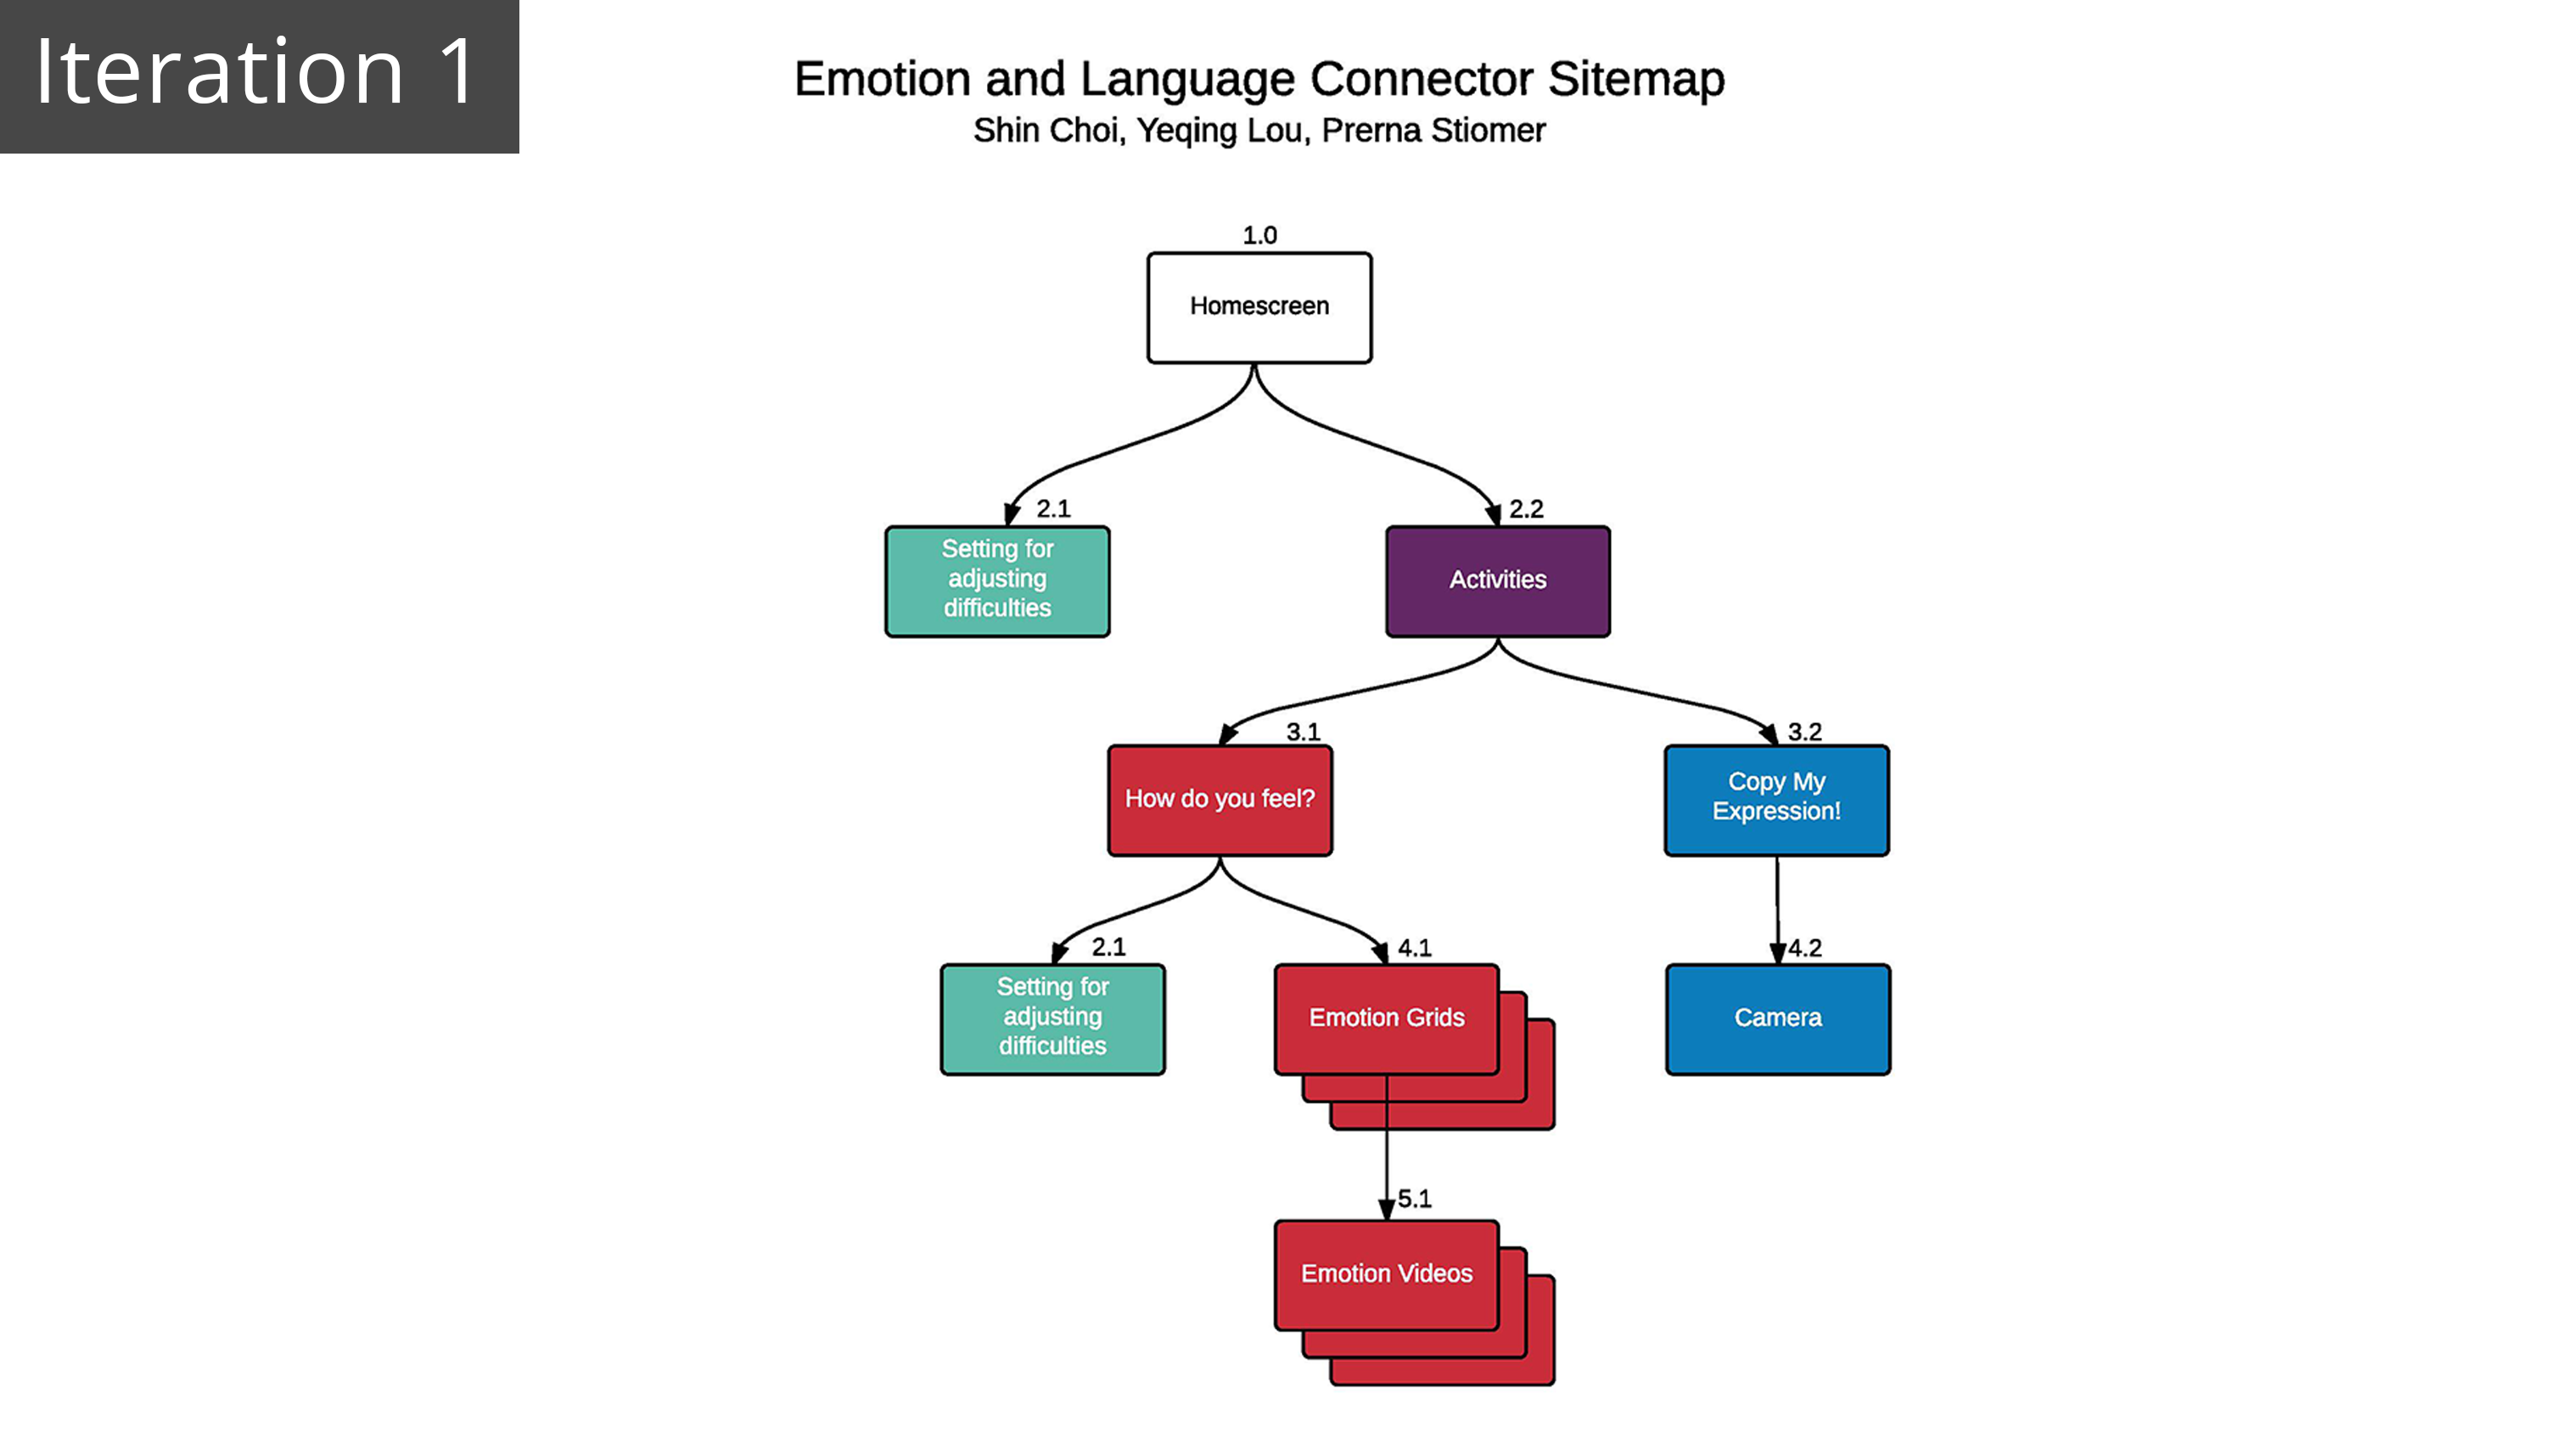 Iteration 1
Emotion and Language Connector Sitemap
Shin Choi, Yeqing Lou, Prerna Stiomer
1.0
Homescreen
2.1
Setting for
adjusting
difficulties
2.2
Activities
3.1
How do you feel?
3.2
Copy My
Expression!
2.1
Setting for
adjusting
difficulties
4.1
Emotion Grids
4.2
Camera
5.1
Emotion Videos